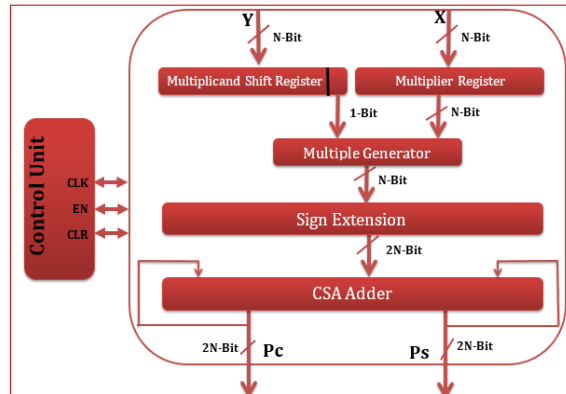 Y
X
N-Bit
N-Bit
Multiplicand Shift Register
Multiplier Register
1-Bit
N-Bit
Multiple Generator
N-Bit
Control Unit
CLK
EN
CLR
Sign Extension
2N-Bit
CSA Adder
2N-Bit
Pc
Ps
2N-Bit